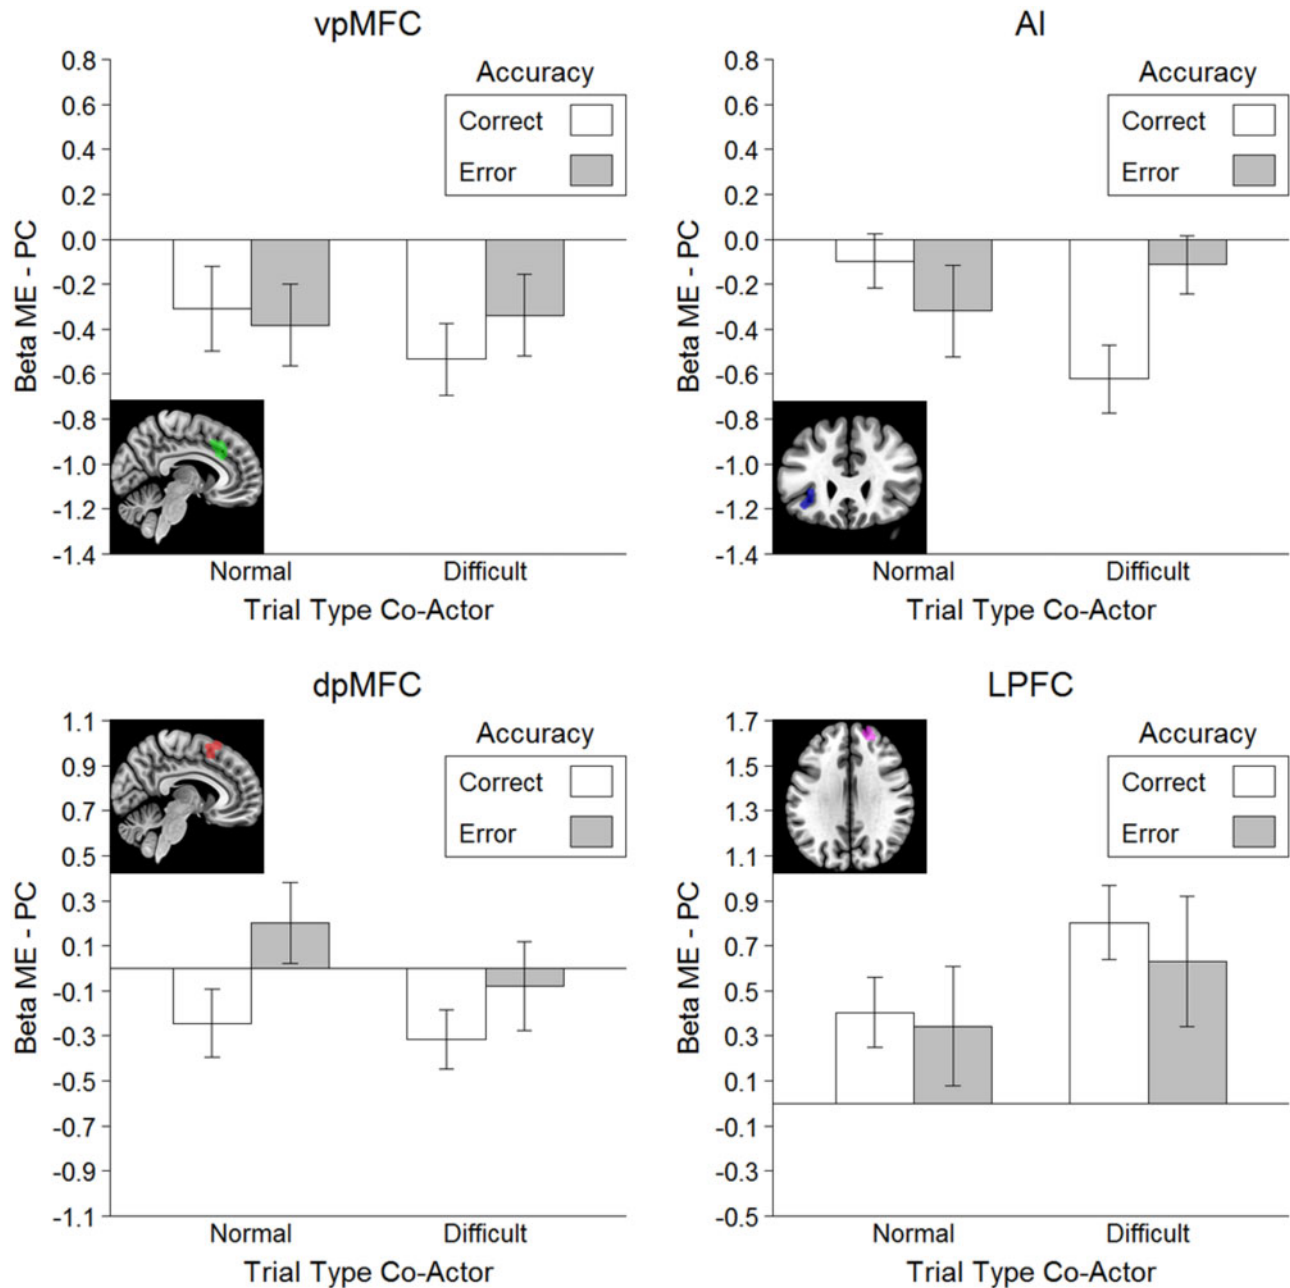 vpMFC
0.8
0.6
0.4
0.2
0.0
-0.2
-0.4
-0.6
-0.8
-1.0
-1.2
-1.4
Beta ME - PC
Accuracy
Correct
Error
Normal Difficult
Trial Type Co-Actor
AI
0.8
0.6
0.4
0.2
0.0
-0.2
-0.4
-0.6
-0.8
-1.0
-1.2
-1.4
Beta ME - PC
Accuracy
Correct
Error
Normal Difficult
Trial Type Co-Actor
dpMFC
1.1
0.9
0.7
0.5
0.3
0.1
-0.1
-0.3
-0.5
-0.7
-0.9
-1.1
Beta ME - PC
Accuracy
Correct
Error
Normal Difficult
Trial Type Co-Actor
LPFC
1.7
1.5
1.3
1.1
0.9
0.7
0.5
0.3
0.1
-0.1
-0.3
-0.5
Beta ME - PC
Accuracy
Correct
Error
Normal Difficult
Trial Type Co-Actor